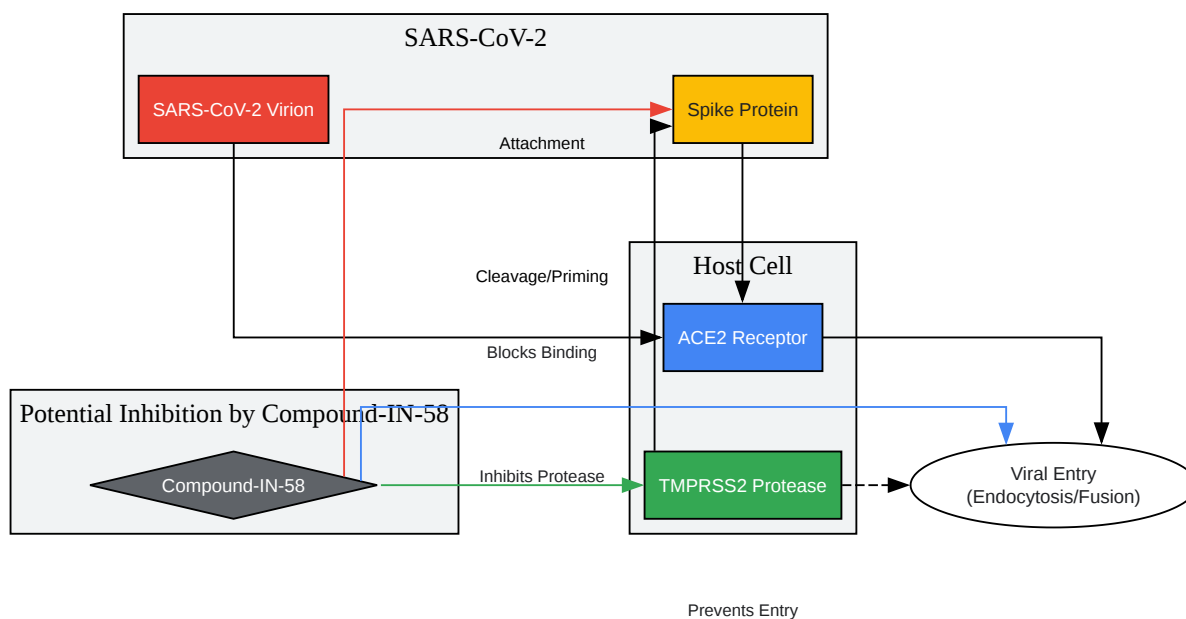 SARS-CoV-2
SARS-CoV-2 Virion
Spike Protein
Attachment
Host Cell
Cleavage/Priming
ACE2 Receptor
Blocks Binding
Potential Inhibition by Compound-IN-58
Compound-IN-58
Inhibits Protease
TMPRSS2 Protease
Viral Entry
(Endocytosis/Fusion)
Prevents Entry